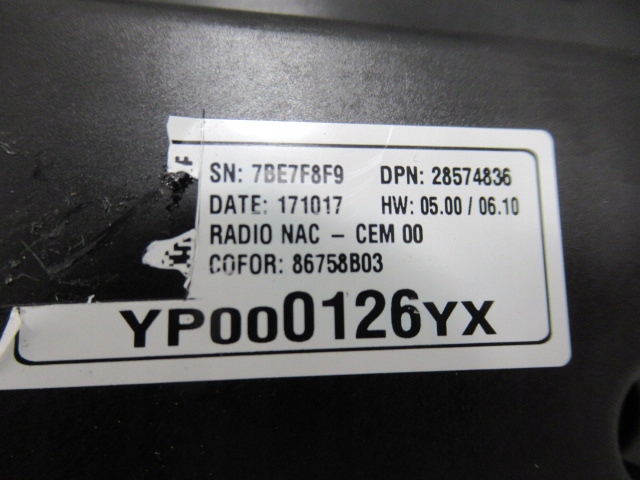 SN: 7BE7F8F9 DPN: 28574836
DATE: 171017 HW: 05.00 / 06.10
RADIO NAC - CEM 00
COFOR: 86758B03
YP000126YX